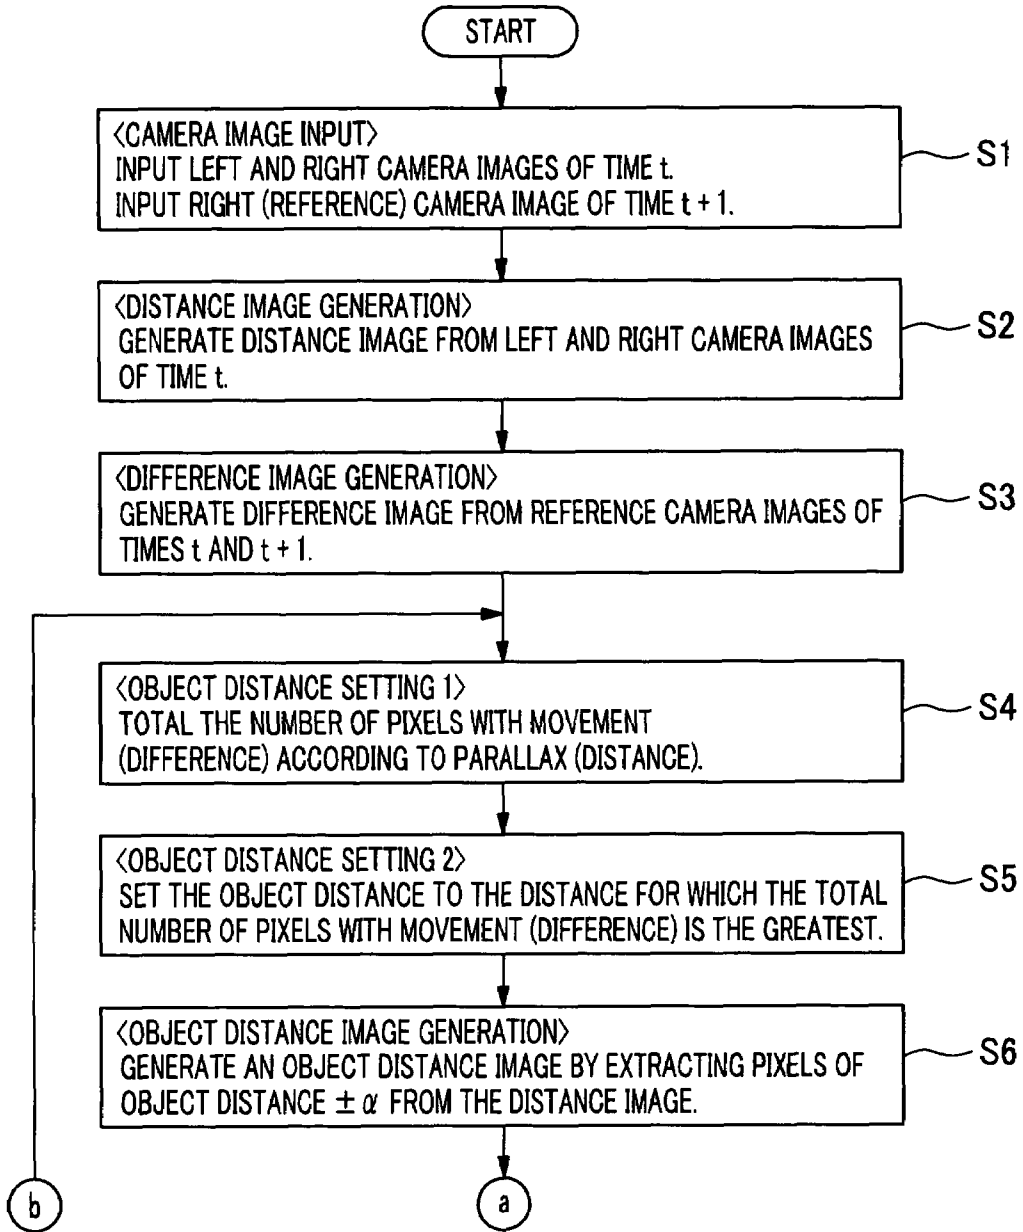 START
<CAMERA IMAGE INPUT>
INPUT LEFT AND RIGHT CAMERA IMAGES OF TIME t.
INPUT RIGHT (REFERENCE) CAMERA IMAGE OF TIME t + 1.
S1
<DISTANCE IMAGE GENERATION>
GENERATE DISTANCE IMAGE FROM LEFT AND RIGHT CAMERA IMAGES
OF TIME t.
S2
<DIFFERENCE IMAGE GENERATION>
GENERATE DIFFERENCE IMAGE FROM REFERENCE CAMERA IMAGES OF
TIMES t AND t + 1.
S3
<OBJECT DISTANCE SETTING 1>
TOTAL THE NUMBER OF PIXELS WITH MOVEMENT
(DIFFERENCE) ACCORDING TO PARALLAX (DISTANCE).
S4
<OBJECT DISTANCE SETTING 2>
SET THE OBJECT DISTANCE TO THE DISTANCE FOR WHICH THE TOTAL
NUMBER OF PIXELS WITH MOVEMENT (DIFFERENCE) IS THE GREATEST.
S5
<OBJECT DISTANCE IMAGE GENERATION>
GENERATE AN OBJECT DISTANCE IMAGE BY EXTRACTING PIXELS OF
OBJECT DISTANCE ± α FROM THE DISTANCE IMAGE.
S6
b
a